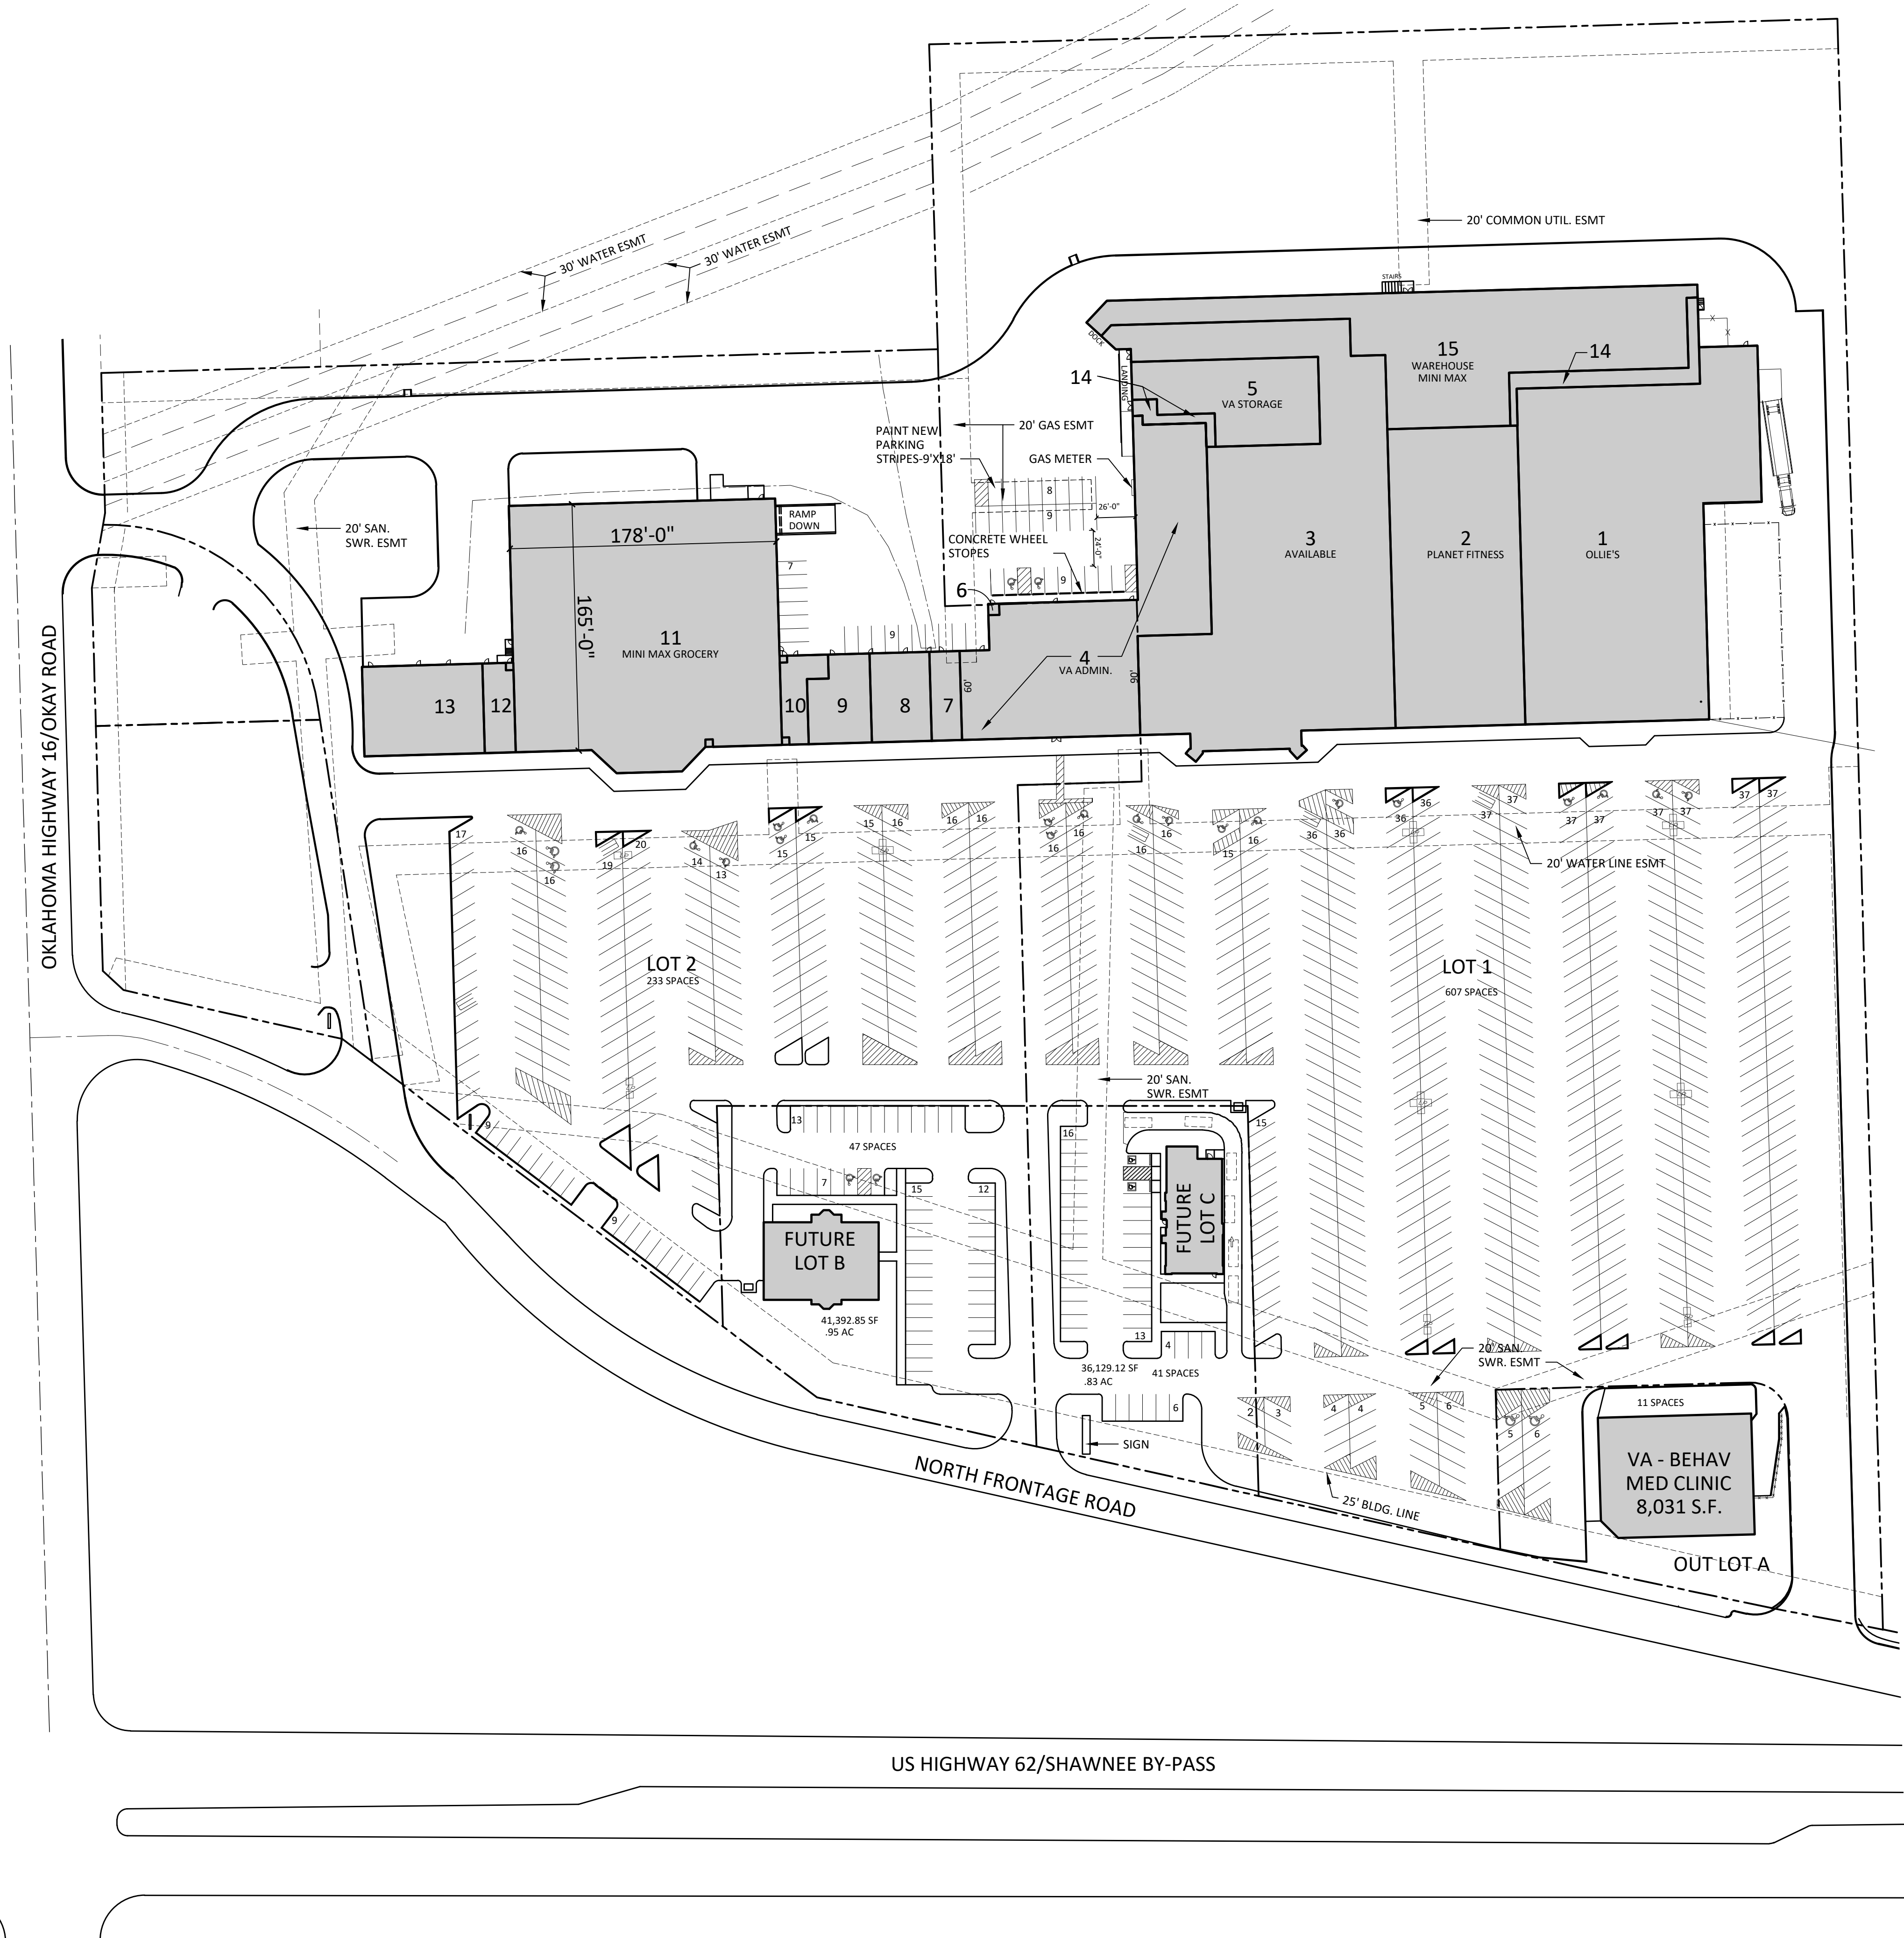 20' COMMON UTIL. ESMT
30' WATER ESMT
30' WATER ESMT
STAIRS
DOCK
LANDING
15
WAREHOUSE
MINI MAX
14
14
5
VA STORAGE
20' GAS ESMT
PAINT NEW
PARKING
STRIPES-9'X18'
GAS METER
8
9
26'-0"
24'-0"
CONCRETE WHEEL
STOPES
9
6
20' SAN.
SWR. ESMT
RAMP
DOWN
178'-0"
165'-0"
7
9
3
AVAILABLE
2
PLANET FITNESS
1
OLLIE'S
11
MINI MAX GROCERY
4
VA ADMIN.
60'
90'
13
12
10
9
8
7
OKLAHOMA HIGHWAY 16/OKAY ROAD
17
16
16
19
20
14
13
15
15
15
16
16
16
16
16
16
16
15
16
36
36
36
36
37
37
37
37
37
37
37
37
20' WATER LINE ESMT
LOT 2
233 SPACES
LOT 1
607 SPACES
20' SAN.
SWR. ESMT
9
9
13
47 SPACES
7
15
12
16
15
FUTURE
LOT B
FUTURE
LOT C
41,392.85 SF
.95 AC
13
4
36,129.12 SF
.83 AC
41 SPACES
6
SIGN
20' SAN.
SWR. ESMT
2
3
4
4
5
6
5
6
11 SPACES
VA - BEHAV
MED CLINIC
8,031 S.F.
25' BLDG. LINE
OUT LOT A
NORTH FRONTAGE ROAD
US HIGHWAY 62/SHAWNEE BY-PASS